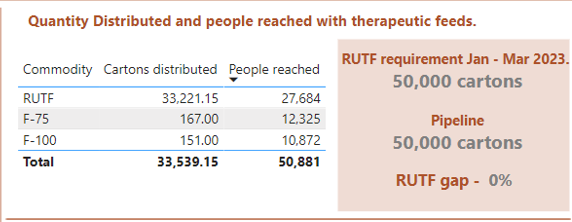 Quantity Distributed and people reached with therapeutic feeds.
Commodity Cartons distributed People reached
RUTF 33,221.15 27,684
F-75 167.00 12,325
F-100 151.00 10,872
Total 33,539.15 50,881
RUTF requirement Jan - Mar 2023.
50,000 cartons
Pipeline
50,000 cartons
RUTF gap - 0%